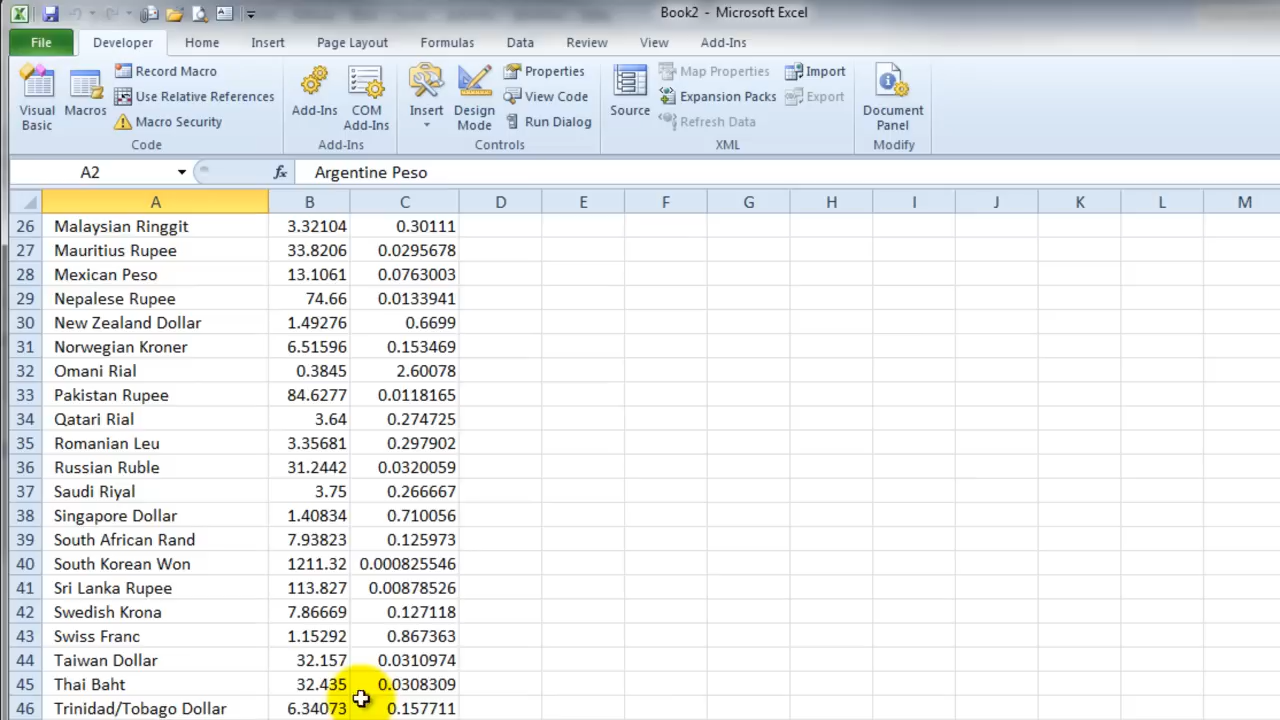 Book2 - Microsoft Excel
File Developer Home Insert Page Layout Formulas Data Review View Add-Ins
Visual Basic
Macros
Record Macro
Use Relative References
Macro Security
Code
Add-Ins
COM Add-Ins
Add-Ins
Insert
Design Mode
Properties
View Code
Run Dialog
Controls
Source
Map Properties
Expansion Packs
Refresh Data
Import
Export
XML
Document Panel
Modify
A2 fx Argentine Peso
A B C D E F G H I J K L M
26 Malaysian Ringgit 3.32104 0.30111
27 Mauritius Rupee 33.8206 0.0295678
28 Mexican Peso 13.1061 0.0763003
29 Nepalese Rupee 74.66 0.0133941
30 New Zealand Dollar 1.49276 0.6699
31 Norwegian Kroner 6.51596 0.153469
32 Omani Rial 0.3845 2.60078
33 Pakistan Rupee 84.6277 0.0118165
34 Qatari Rial 3.64 0.274725
35 Romanian Leu 3.35681 0.297902
36 Russian Ruble 31.2442 0.0320059
37 Saudi Riyal 3.75 0.266667
38 Singapore Dollar 1.40834 0.710056
39 South African Rand 7.93823 0.125973
40 South Korean Won 1211.32 0.000825546
41 Sri Lanka Rupee 113.827 0.00878526
42 Swedish Krona 7.86669 0.127118
43 Swiss Franc 1.15292 0.867363
44 Taiwan Dollar 32.157 0.0310974
45 Thai Baht 32.435 0.0308309
46 Trinidad/Tobago Dollar 6.34073 0.157711